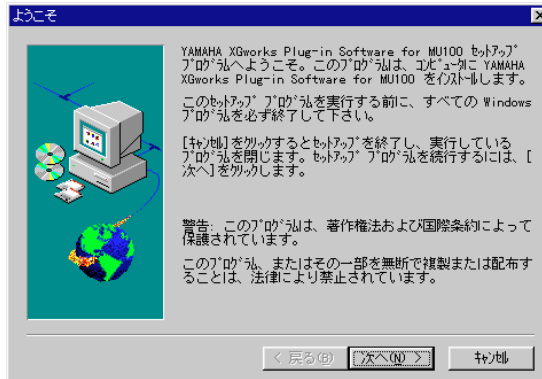 ようこそ
YAMAHA XGworks Plug-in Software for MU100 ｾｯﾄｱｯﾌﾟ
ﾌﾟﾛｸﾞﾗﾑへようこそ。このﾌﾟﾛｸﾞﾗﾑは、ｺﾝﾋﾟｭｰﾀに YAMAHA
XGworks Plug-in Software for MU100 をｲﾝｽﾄｰﾙします。
このｾｯﾄｱｯﾌﾟ ﾌﾟﾛｸﾞﾗﾑを実行する前に、すべての Windows
ﾌﾟﾛｸﾞﾗﾑを必ず終了して下さい。
[ｷｬﾝｾﾙ]をｸﾘｯｸするとｾｯﾄｱｯﾌﾟを終了し、実行している
ﾌﾟﾛｸﾞﾗﾑを閉じます。ｾｯﾄｱｯﾌﾟ ﾌﾟﾛｸﾞﾗﾑを続行するには、[
次へ]をｸﾘｯｸします。
警告: このﾌﾟﾛｸﾞﾗﾑは、著作権法および国際条約によって
保護されています。
このﾌﾟﾛｸﾞﾗﾑ、またはその一部を無断で複製または配布す
ることは、法律により禁止されています。
< 戻る(B) 次へ(N) > ｷｬﾝｾﾙ